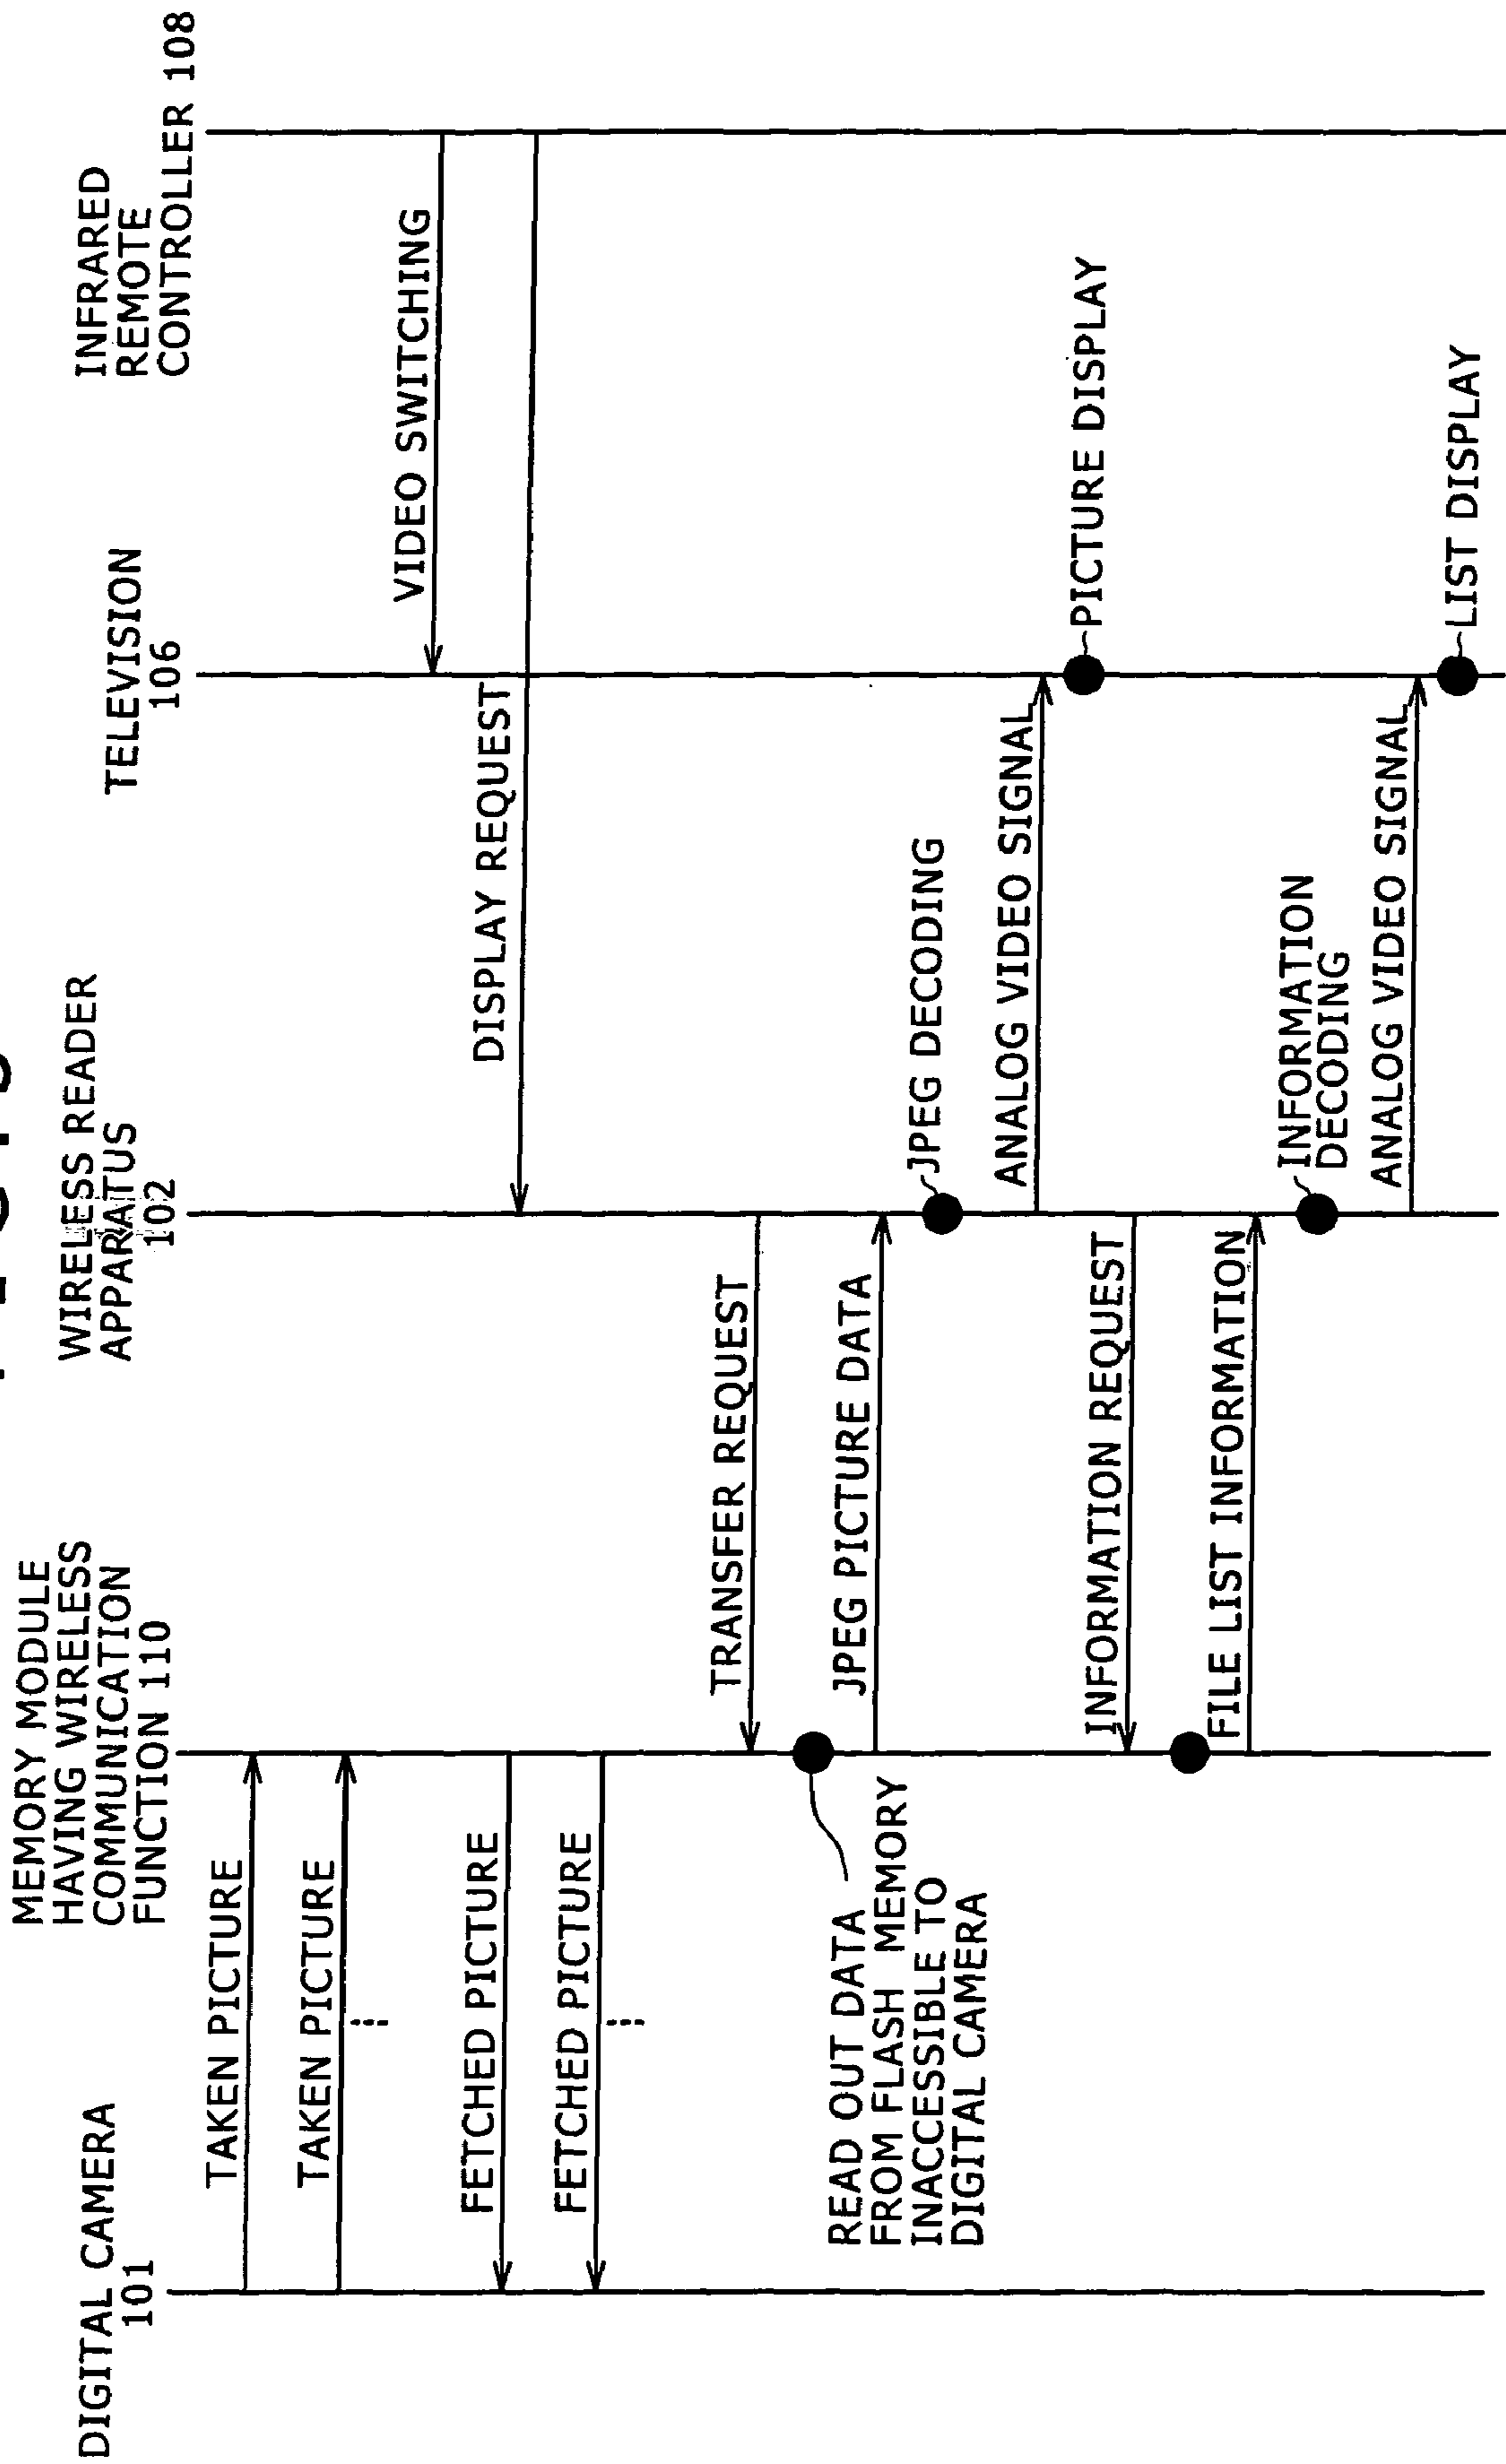 DIGITAL CAMERA
101
MEMORY MODULE
HAVING WIRELESS
COMMUNICATION
FUNCTION 110
WIRELESS READER
APPARATUS
102
TELEVISION
106
INFRARED
REMOTE
CONTROLLER 108
TAKEN PICTURE
TAKEN PICTURE
VIDEO SWITCHING
FETCHED PICTURE
DISPLAY REQUEST
FETCHED PICTURE
TRANSFER REQUEST
READ OUT DATA
FROM FLASH MEMORY
INACCESSIBLE TO
DIGITAL CAMERA
JPEG PICTURE DATA
JPEG DECODING
ANALOG VIDEO SIGNAL
PICTURE DISPLAY
INFORMATION REQUEST
FILE LIST INFORMATION
INFORMATION
DECODING
ANALOG VIDEO SIGNAL
LIST DISPLAY